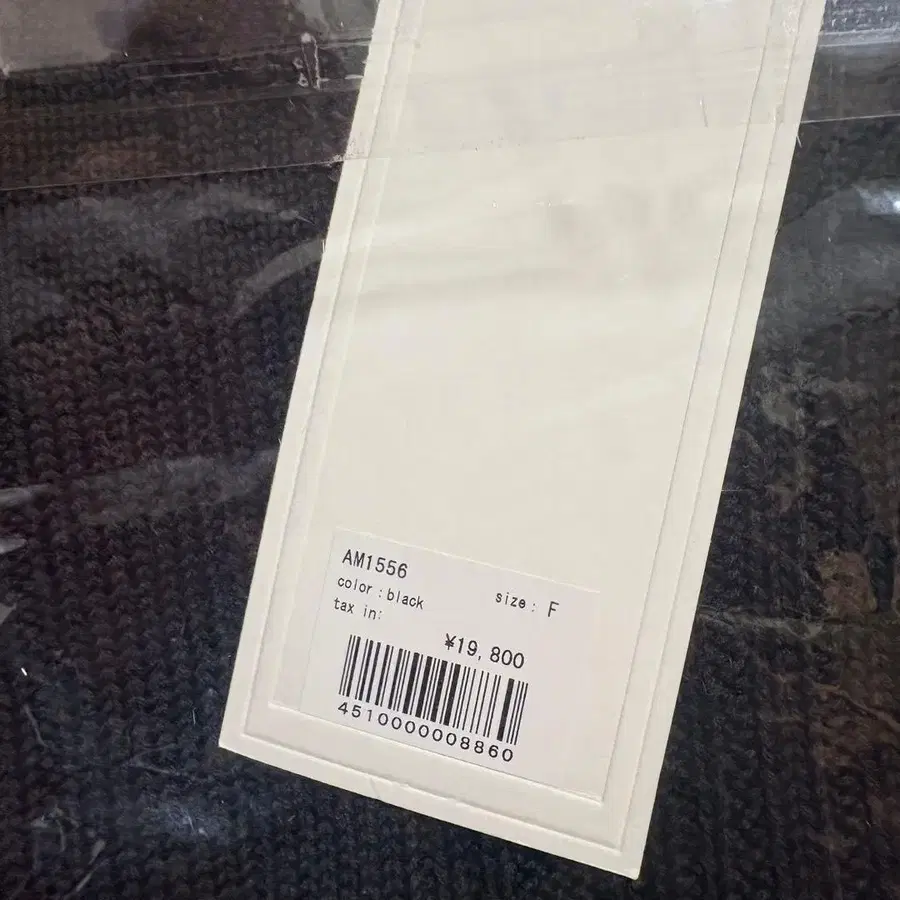 AM1556
color : black size : F
tax in:
¥19,800
4510000008860